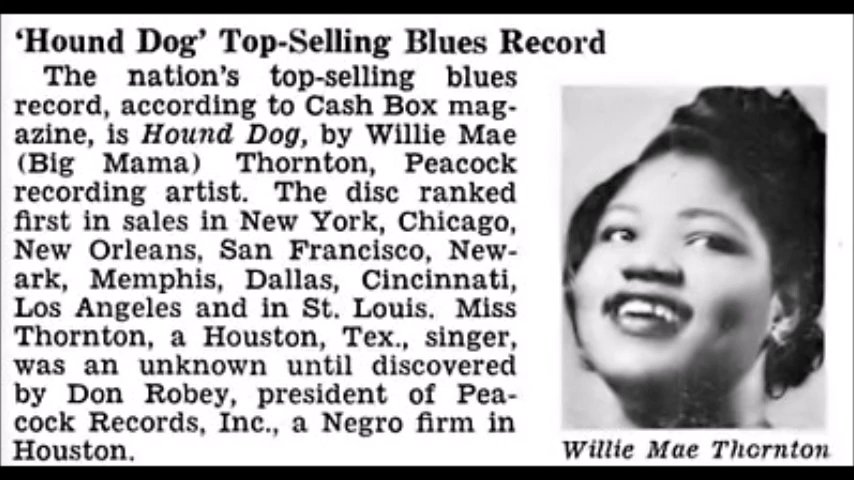 'Hound Dog' Top-Selling Blues Record
The nation's top-selling blues
record, according to Cash Box mag-
azine, is Hound Dog, by Willie Mae
(Big Mama) Thornton, Peacock
recording artist. The disc ranked
first in sales in New York, Chicago,
New Orleans, San Francisco, New-
ark, Memphis, Dallas, Cincinnati,
Los Angeles and in St. Louis. Miss
Thornton, a Houston, Tex., singer,
was an unknown until discovered
by Don Robey, president of Pea-
cock Records, Inc., a Negro firm in
Houston.
Willie Mae Thornton